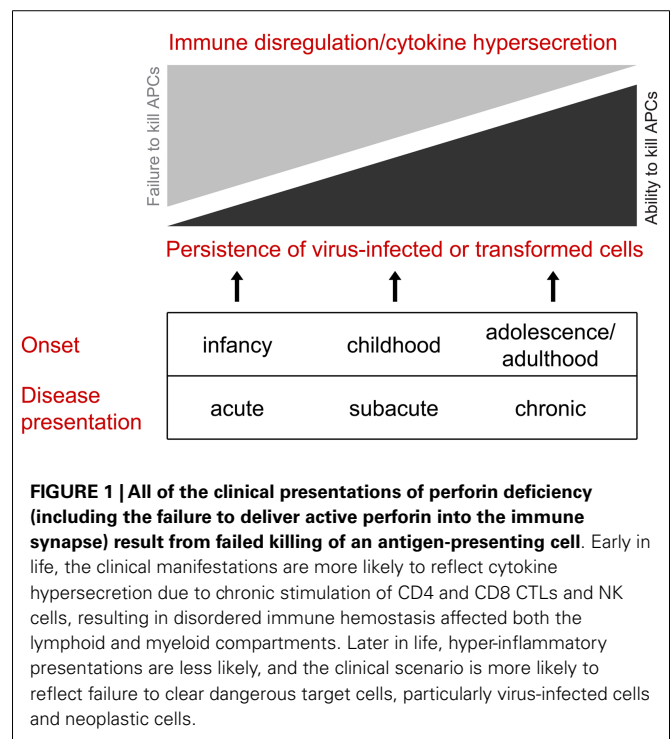 Immune disregulation/cytokine hypersecretion
Failure to kill APCs
Ability to kill APCs
Persistence of virus-infected or transformed cells
Onset
infancy
childhood
adolescence/
adulthood
Disease
presentation
acute
subacute
chronic
FIGURE 1 | All of the clinical presentations of perforin deficiency
(including the failure to deliver active perforin into the immune
synapse) result from failed killing of an antigen-presenting cell. Early in
life, the clinical manifestations are more likely to reflect cytokine
hypersecretion due to chronic stimulation of CD4 and CD8 CTLs and NK
cells, resulting in disordered immune hemostasis affected both the
lymphoid and myeloid compartments. Later in life, hyper-inflammatory
presentations are less likely, and the clinical scenario is more likely to
reflect failure to clear dangerous target cells, particularly virus-infected cells
and neoplastic cells.